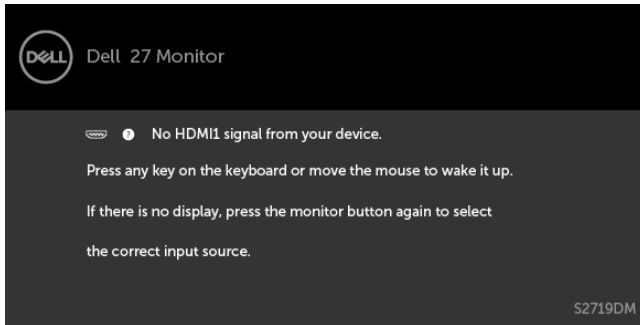 DELL
Dell 27 Monitor
? No HDMI1 signal from your device.
Press any key on the keyboard or move the mouse to wake it up.
If there is no display, press the monitor button again to select
the correct input source.
S2719DM